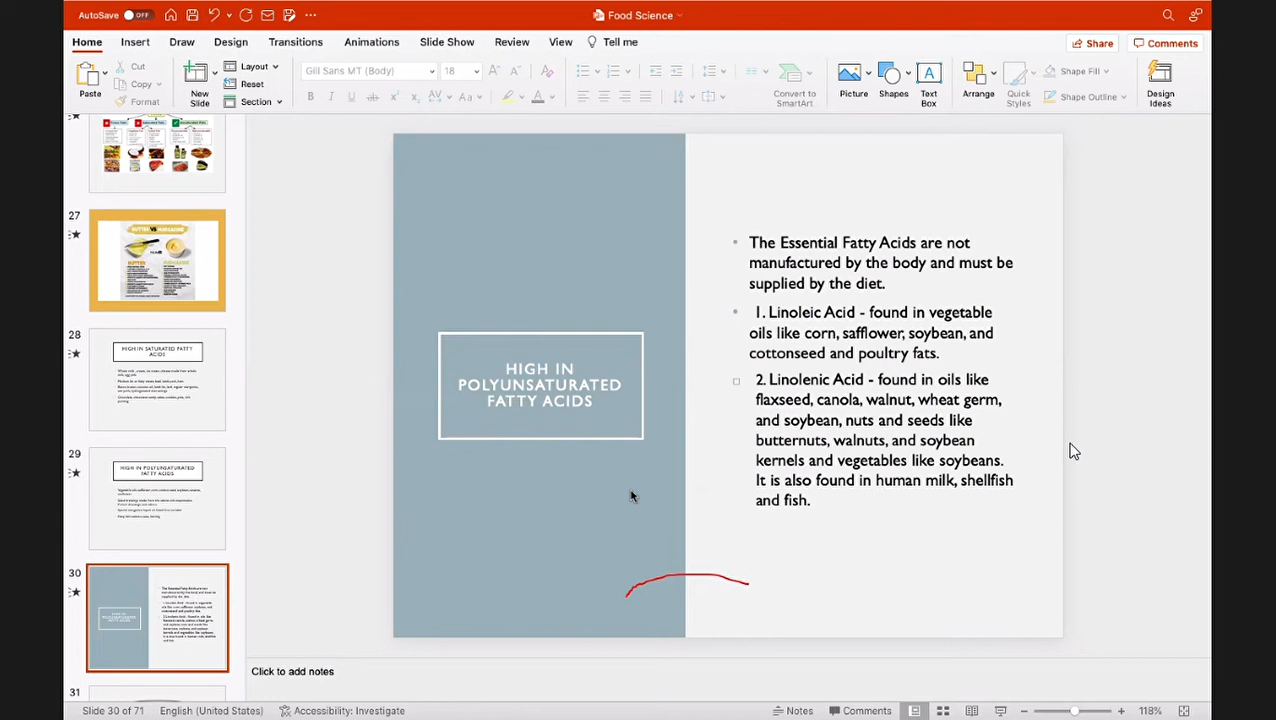 AutoSave OFF
Food Science
Home Insert Draw Design Transitions Animations Slide Show Review View Tell me
Share Comments
Paste
Cut
Copy
Format
New Slide
Layout
Reset
Section
Gill Sans MT (Body) 18
Convert to SmartArt
Picture
Shapes
Text Box
Arrange
Quick Styles
Shape Fill
Shape Outline
Design Ideas
27
BUTTER VS MARGARINE
28
HIGH IN SATURATED FATTY
ACIDS
29
HIGH IN POLYUNSATURATED
FATTY ACIDS
30
31
HIGH IN
POLYUNSATURATED
FATTY ACIDS
The Essential Fatty Acids are not
manufactured by the body and must be
supplied by the diet.
1. Linoleic Acid - found in vegetable
oils like corn, safflower, soybean, and
cottonseed and poultry fats.
2. Linolenic Acid - found in oils like
flaxseed, canola, walnut, wheat germ,
and soybean, nuts and seeds like
butternuts, walnuts, and soybean
kernels and vegetables like soybeans.
It is also found in human milk, shellfish
and fish.
Click to add notes
Slide 30 of 71 English (United States) Accessibility: Investigate Notes Comments 118%